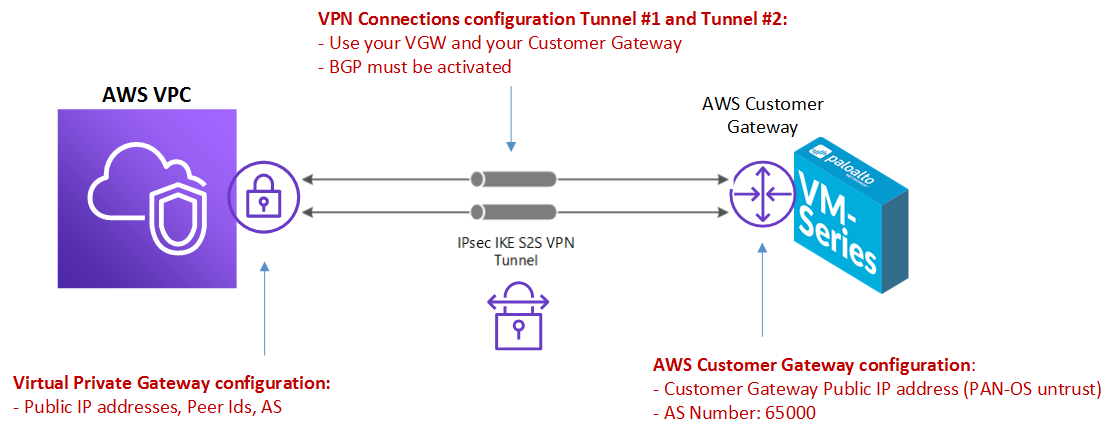 VPN Connections configuration Tunnel #1 and Tunnel #2:
- Use your VGW and your Customer Gateway
- BGP must be activated
AWS VPC
AWS Customer
Gateway
paloalto
VM-
Series
IPsec IKE S2S VPN
Tunnel
Virtual Private Gateway configuration:
- Public IP addresses, Peer Ids, AS
AWS Customer Gateway configuration:
- Customer Gateway Public IP address (PAN-OS untrust)
- AS Number: 65000